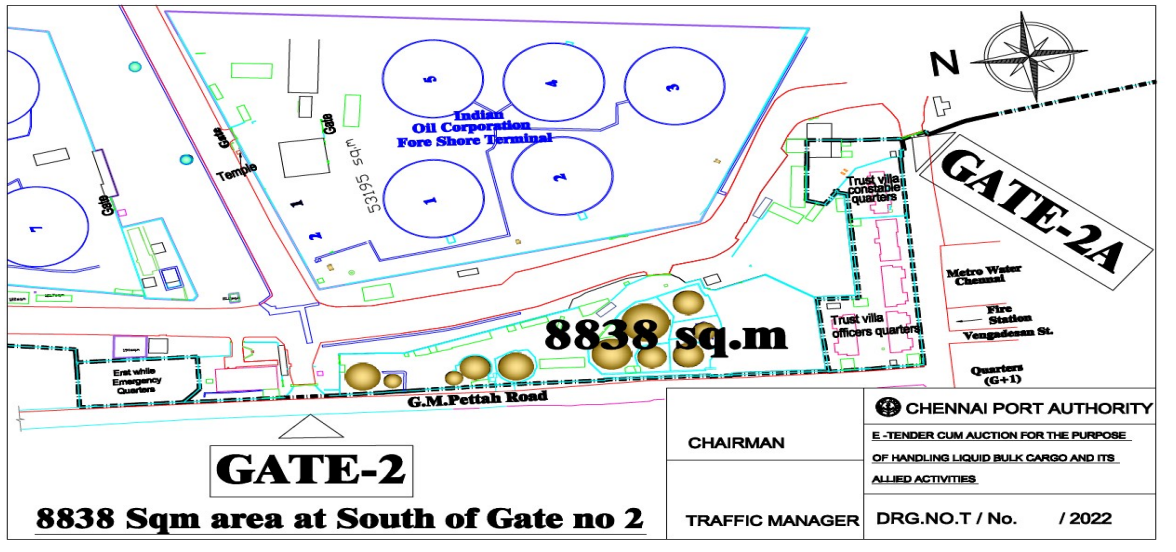 5
4
3
Indian
Oil Corporation
Fore Shore Terminal
53195 sq.m
1
2
Gate
Gate
Temple
Gate
1
2
7
N
GATE-2A
Trust villa
constable
quarters
Trust villa
officers quarters
Metro Water
Chennai
Fire
Station
Vengadesan St.
Quarters
(G+1)
8838 sq.m
Erst while
Emergency
Quarters
G.M.Pettah Road
GATE-2
8838 Sqm area at South of Gate no 2
CHAIRMAN
TRAFFIC MANAGER
CHENNAI PORT AUTHORITY
E -TENDER CUM AUCTION FOR THE PURPOSE
OF HANDLING LIQUID BULK CARGO AND ITS
ALLIED ACTIVITIES
DRG.NO.T / No. / 2022